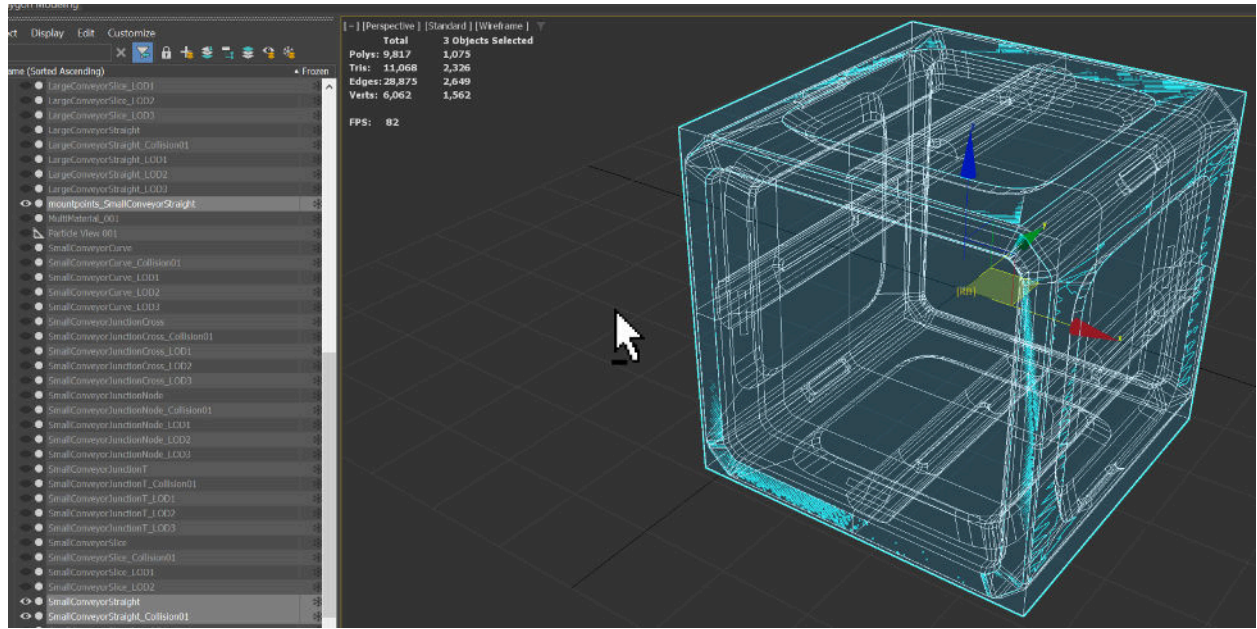 ygon Modeling
ect Display Edit Customize
ame (Sorted Ascending) Frozen
LargeConveyorSlice_LOD1
LargeConveyorSlice_LOD2
LargeConveyorSlice_LOD3
LargeConveyorStraight
LargeConveyorStraight_Collision01
LargeConveyorStraight_LOD1
LargeConveyorStraight_LOD2
LargeConveyorStraight_LOD3
mountpoints_SmallConveyorStraight
MultiMaterial_001
Particle View 001
SmallConveyorCurve
SmallConveyorCurve_Collision01
SmallConveyorCurve_LOD1
SmallConveyorCurve_LOD2
SmallConveyorCurve_LOD3
SmallConveyorJunctionCross
SmallConveyorJunctionCross_Collision01
SmallConveyorJunctionCross_LOD1
SmallConveyorJunctionCross_LOD2
SmallConveyorJunctionCross_LOD3
SmallConveyorJunctionNode
SmallConveyorJunctionNode_Collision01
SmallConveyorJunctionNode_LOD1
SmallConveyorJunctionNode_LOD2
SmallConveyorJunctionNode_LOD3
SmallConveyorJunctionT
SmallConveyorJunctionT_Collision01
SmallConveyorJunctionT_LOD1
SmallConveyorJunctionT_LOD2
SmallConveyorJunctionT_LOD3
SmallConveyorSlice
SmallConveyorSlice_Collision01
SmallConveyorSlice_LOD1
SmallConveyorSlice_LOD2
SmallConveyorStraight
SmallConveyorStraight_Collision01
[ – ] [Perspective ] [Standard ] [Wireframe ]
Total 3 Objects Selected
Polys: 9,817 1,075
Tris: 11,068 2,326
Edges: 28,875 2,649
Verts: 6,062 1,562
FPS: 82